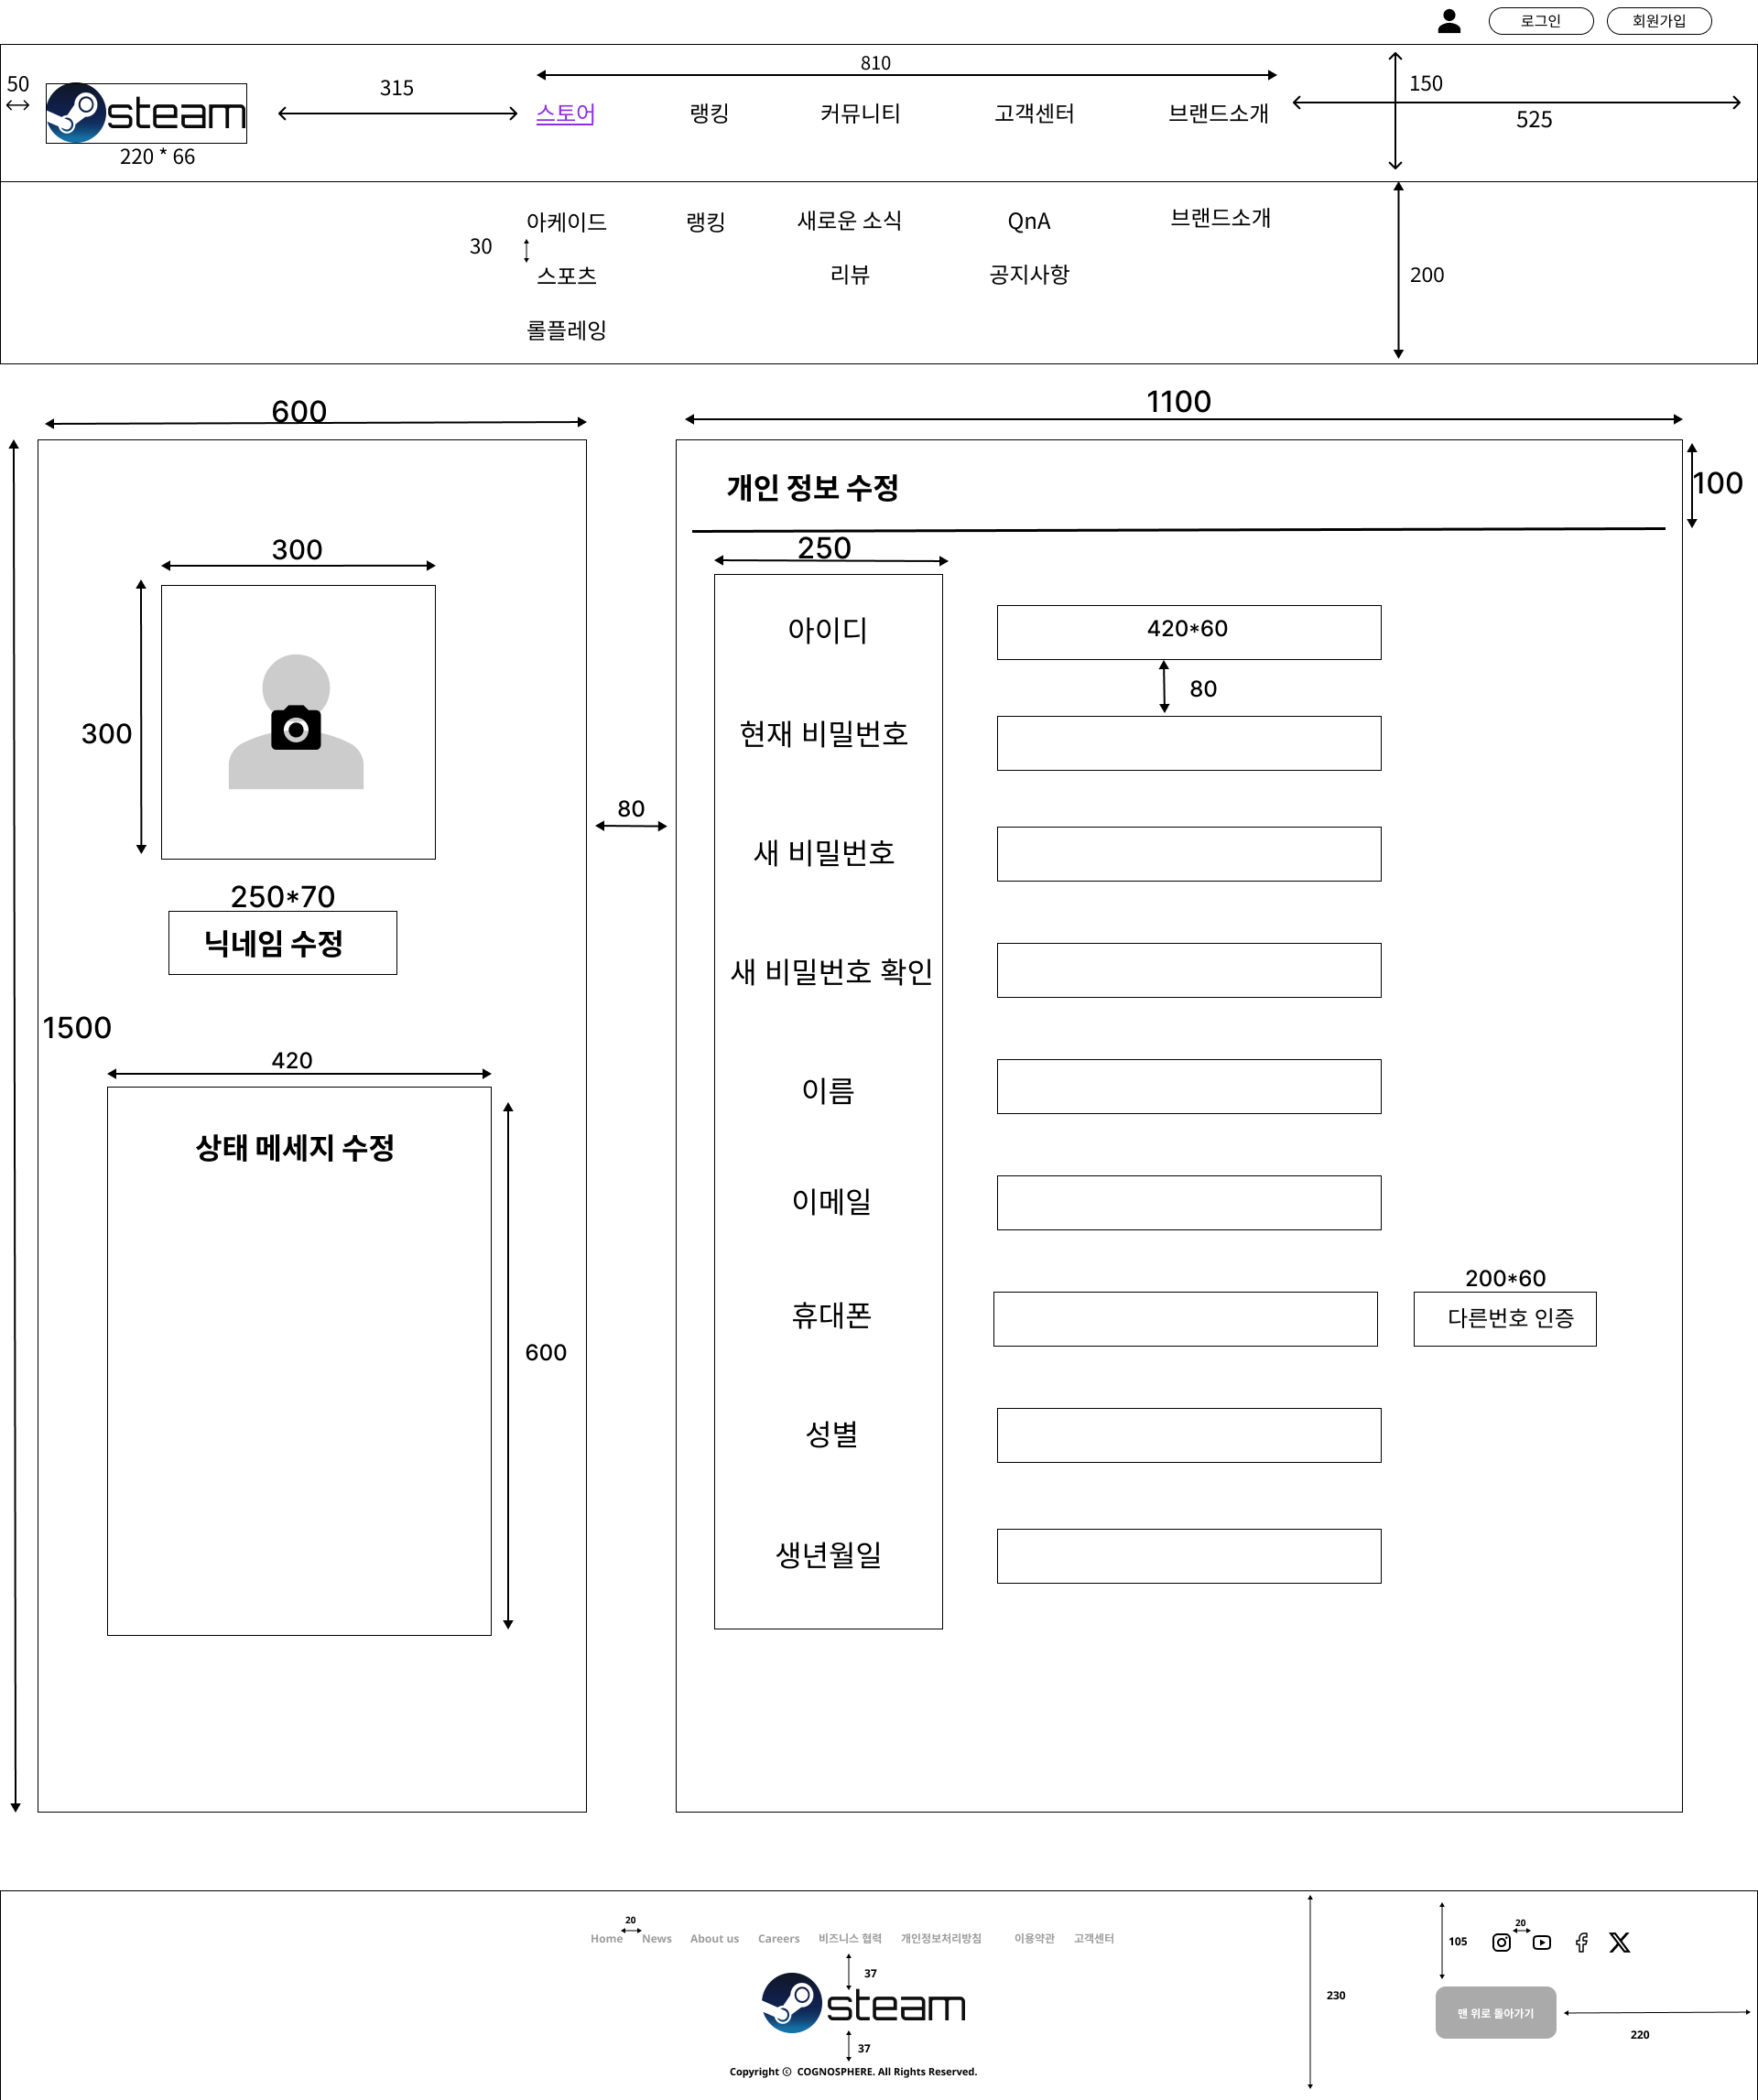 로그인 회원가입
50
steam
220 * 66
315
810
스토어 랭킹 커뮤니티 고객센터 브랜드소개
150
525
아케이드 랭킹 새로운 소식 QnA 브랜드소개
30
스포츠 리뷰 공지사항
롤플레잉
200
600
1100
100
300
300
250*70
닉네임 수정
1500
420
상태 메세지 수정
600
80
개인 정보 수정
250
아이디
420*60
80
현재 비밀번호
새 비밀번호
새 비밀번호 확인
이름
이메일
휴대폰
200*60
다른번호 인증
성별
생년월일
20
Home News About us Careers 비즈니스 협력 개인정보처리방침 이용약관 고객센터
37
steam
37
Copyright © COGNOSPHERE. All Rights Reserved.
230
105
20
맨 위로 돌아가기
220